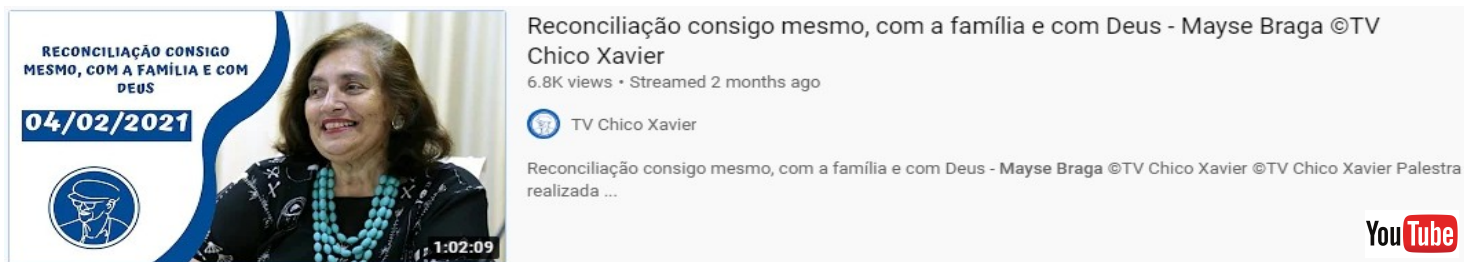 RECONCILIAÇÃO CONSIGO
MESMO, COM A FAMÍLIA E COM
DEUS
04/02/2021
1:02:09
Reconciliação consigo mesmo, com a família e com Deus - Mayse Braga ©TV
Chico Xavier
6.8K views • Streamed 2 months ago
TV Chico Xavier
Reconciliação consigo mesmo, com a família e com Deus - Mayse Braga ©TV Chico Xavier ©TV Chico Xavier Palestra
realizada ...
YouTube